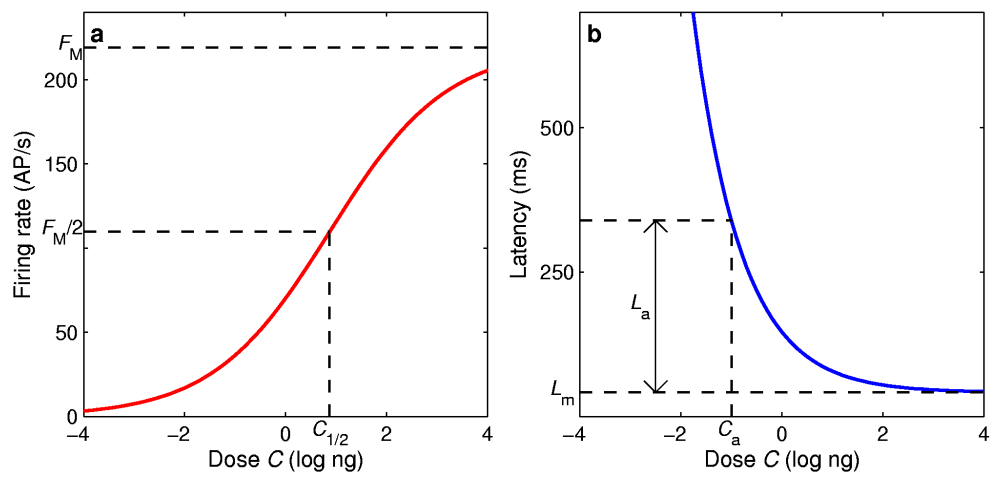 a
F_M
200
150
F_M/2
50
0
Firing rate (AP/s)
−4 −2 0 C_1/2 2 4
Dose C (log ng)
b
500
250
L_a
L_m
Latency (ms)
−4 −2 C_a 0 2 4
Dose C (log ng)